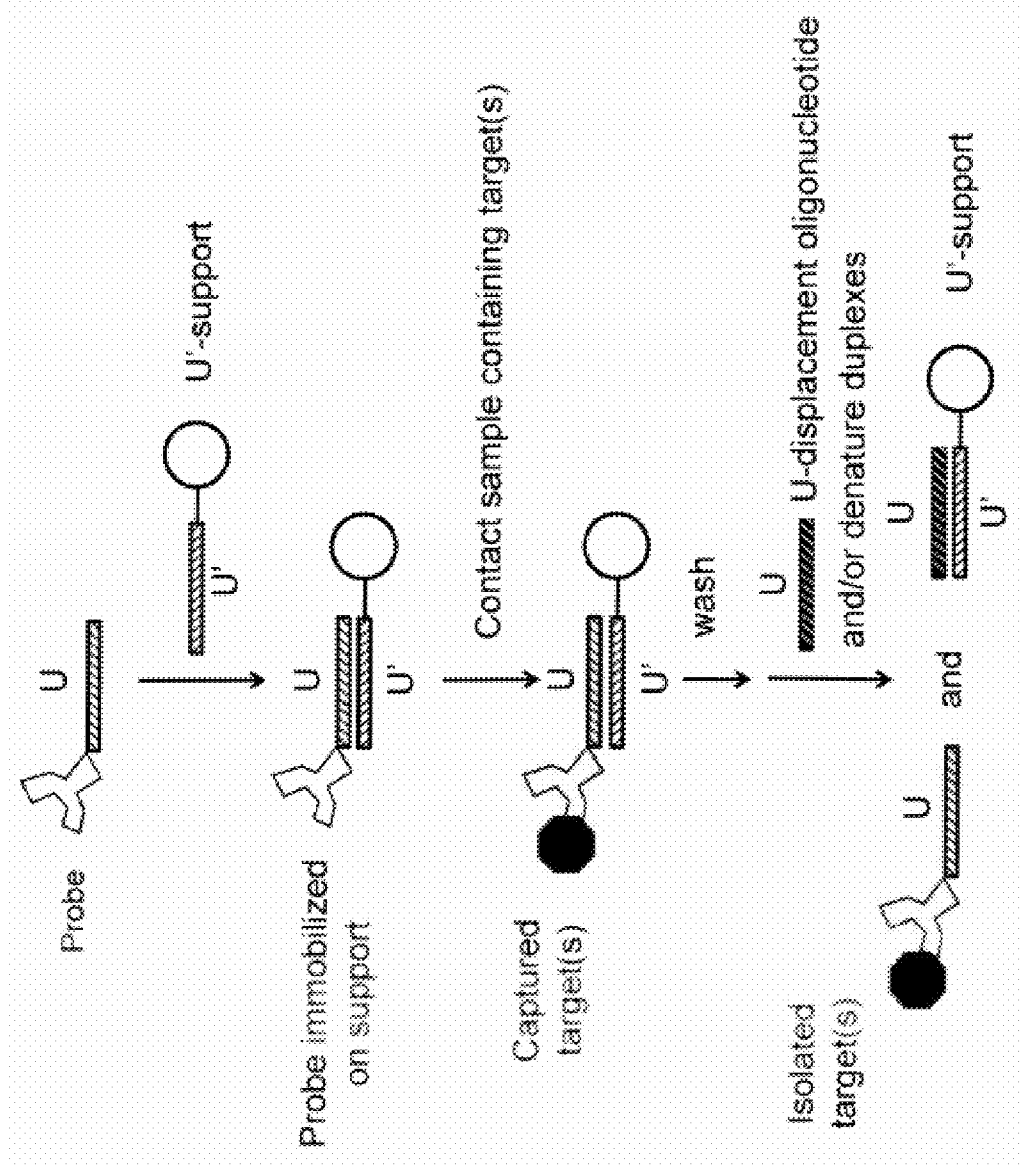 Probe
U
U'
U'-support
Probe immobilized
on support
U
U'
Contact sample containing target(s)
Captured
target(s)
U
U'
wash
U
U-displacement oligonucleotide
and/or denature duplexes
Isolated
target(s)
U
and
U
U'
U'-support